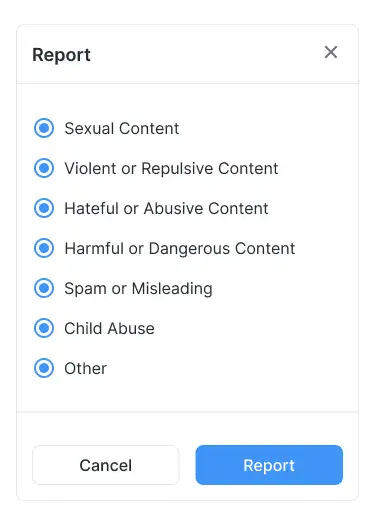 Report
Sexual Content
Violent or Repulsive Content
Hateful or Abusive Content
Harmful or Dangerous Content
Spam or Misleading
Child Abuse
Other
Cancel
Report